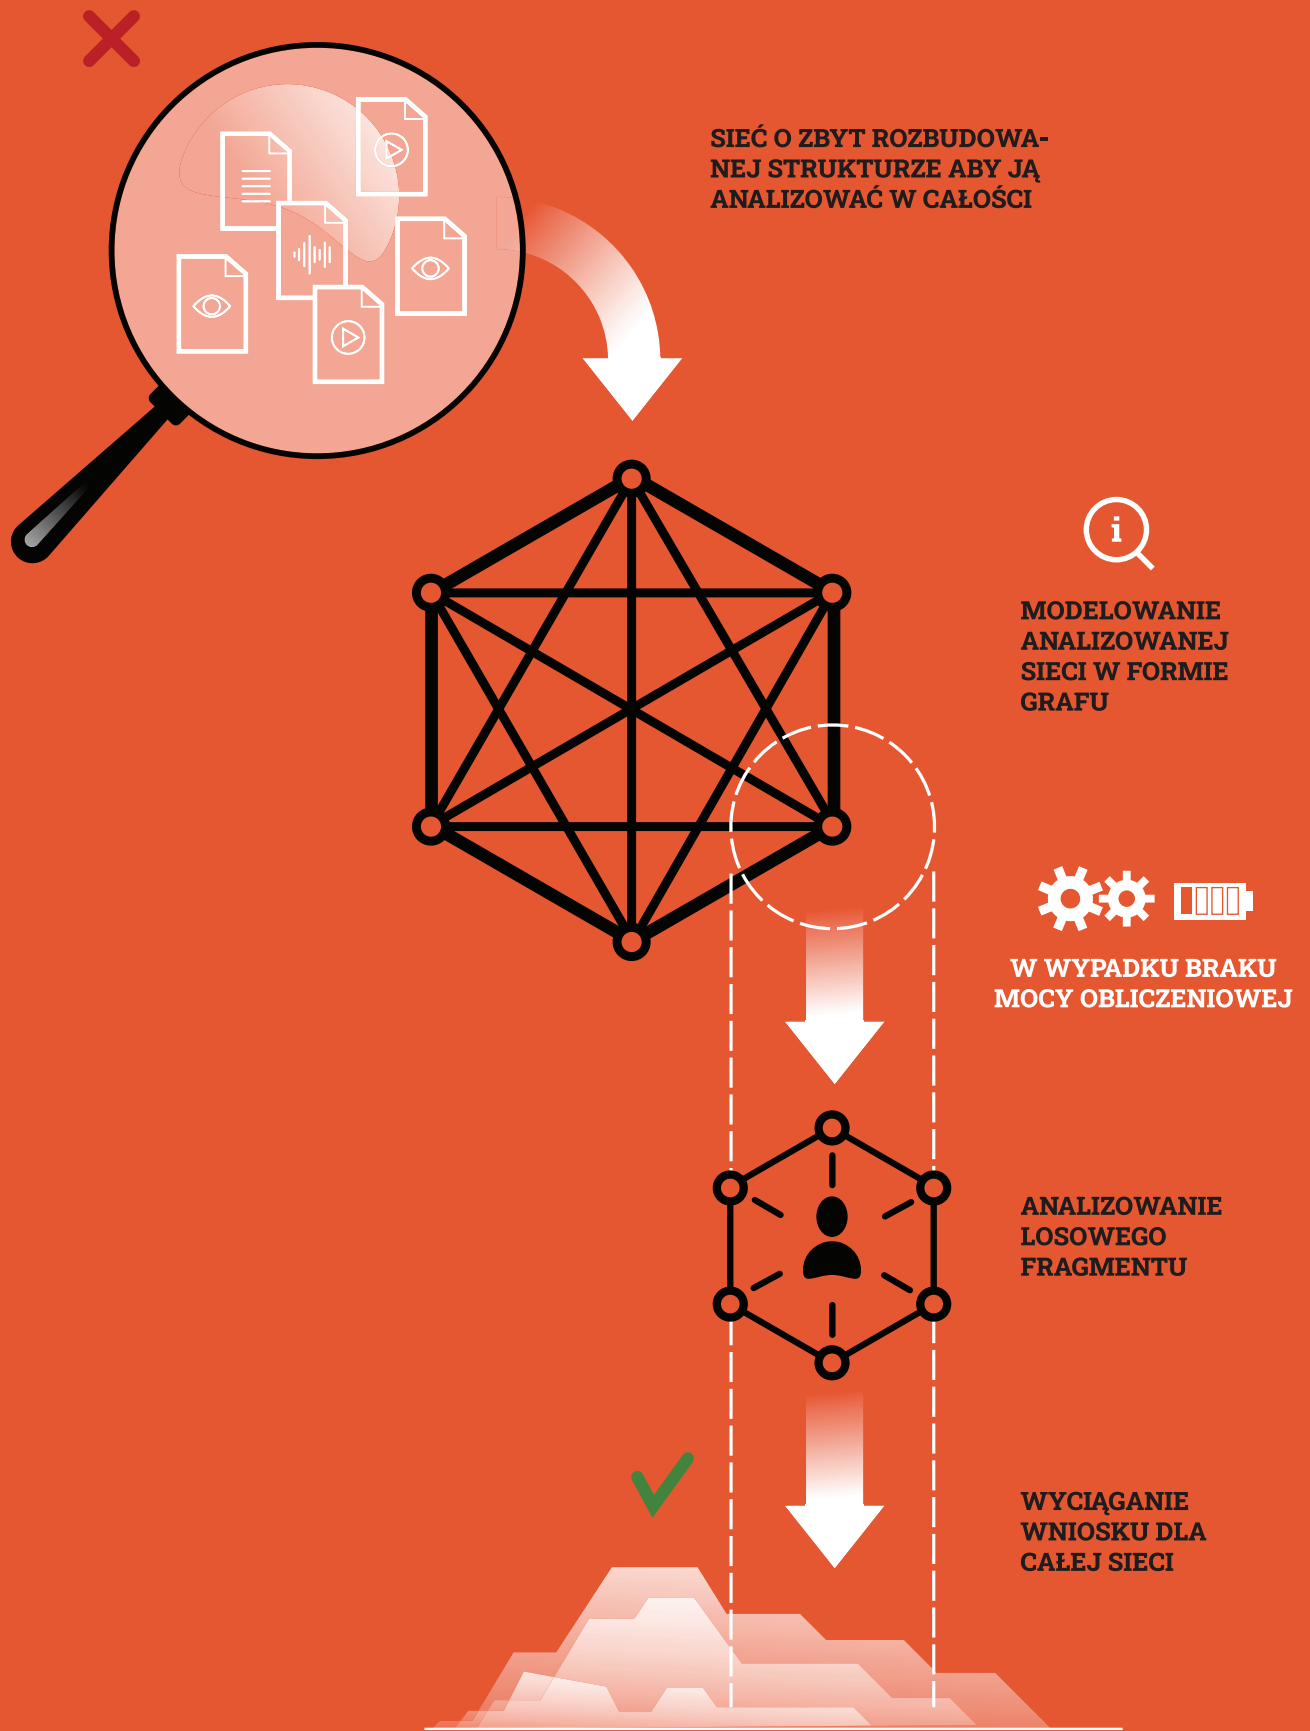 SIEĆ O ZBYT ROZBUDOWA-
NEJ STRUKTURZE ABY JĄ
ANALIZOWAĆ W CAŁOŚCI
i
MODELOWANIE
ANALIZOWANEJ
SIECI W FORMIE
GRAFU
W WYPADKU BRAKU
MOCY OBLICZENIOWEJ
ANALIZOWANIE
LOSOWEGO
FRAGMENTU
WYCIĄGANIE
WNIOSKU DLA
CAŁEJ SIECI